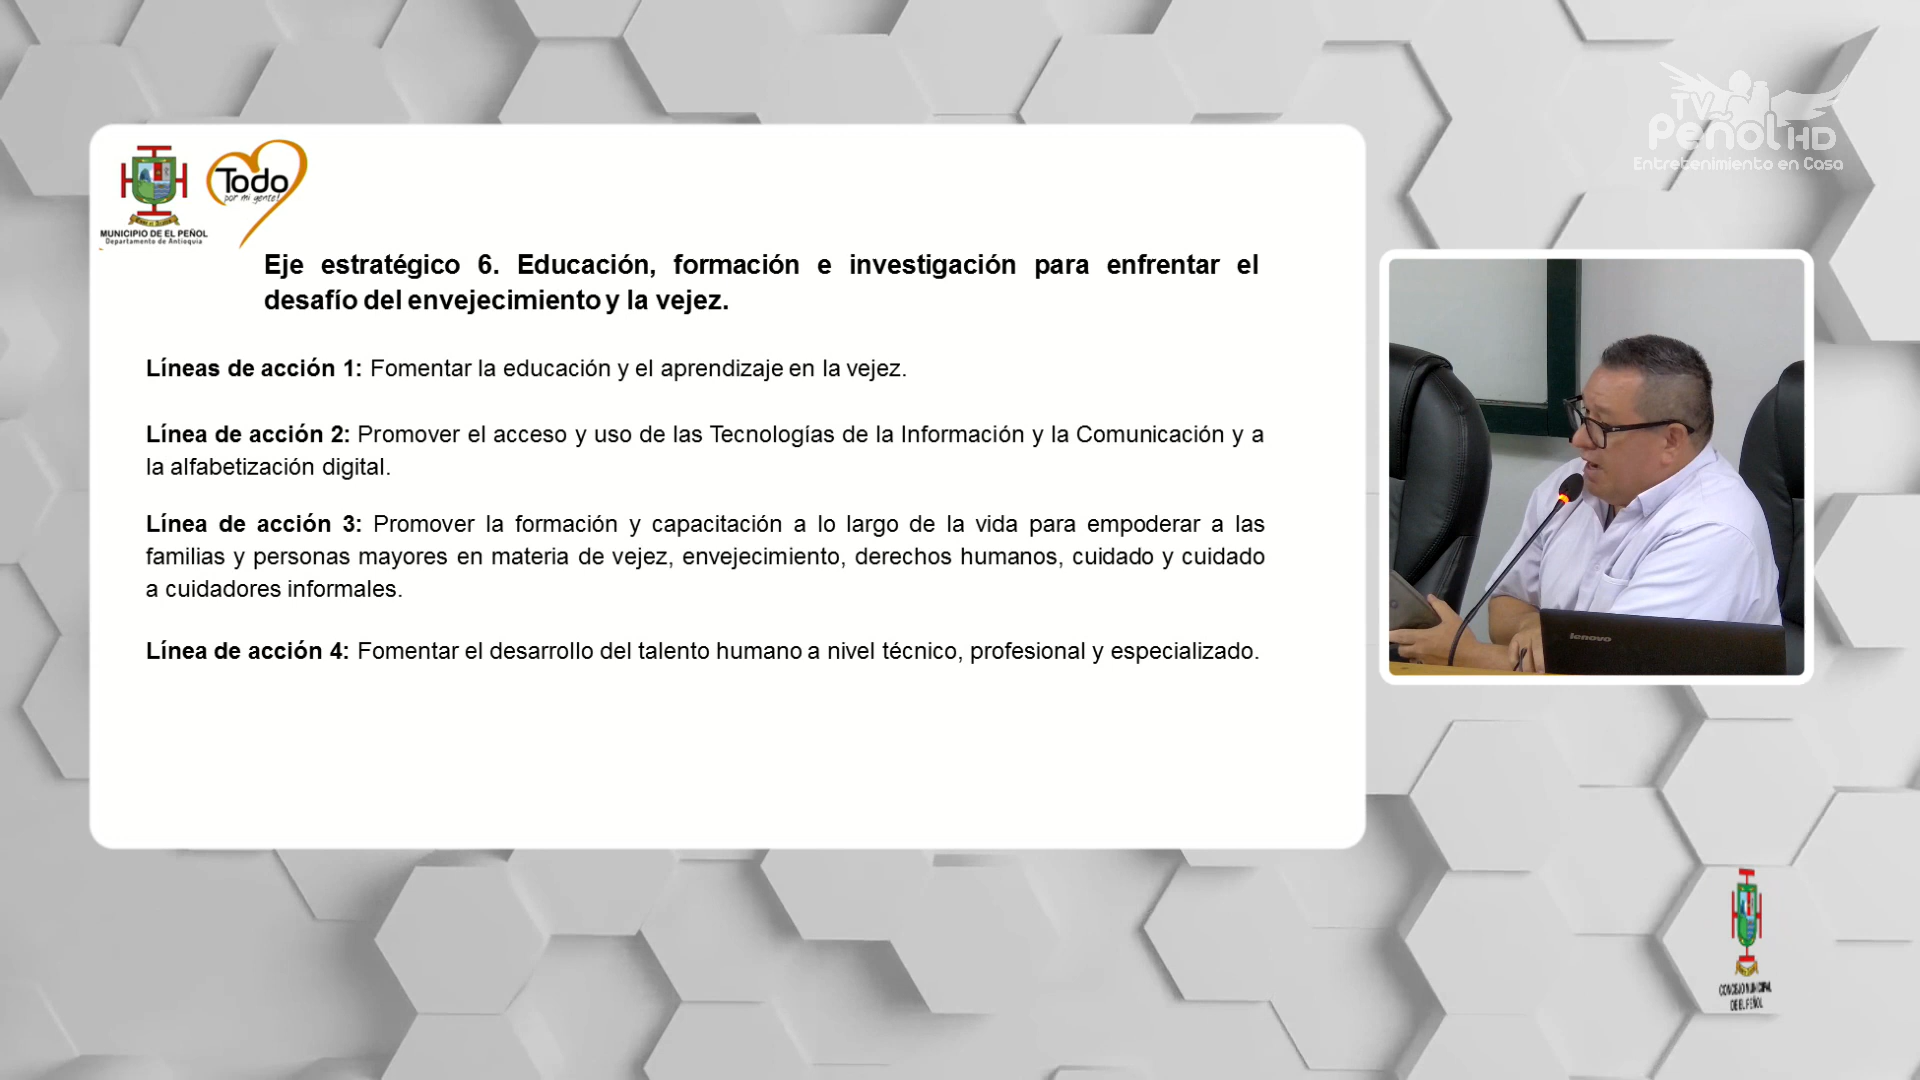 TV
Peñol HD
Entretenimiento en Casa
Todo
por mi gente!
MUNICIPIO DE EL PEÑOL
Departamento de Antioquia
Eje estratégico 6. Educación, formación e investigación para enfrentar el
desafío del envejecimiento y la vejez.
Líneas de acción 1: Fomentar la educación y el aprendizaje en la vejez.
Línea de acción 2: Promover el acceso y uso de las Tecnologías de la Información y la Comunicación y a
la alfabetización digital.
Línea de acción 3: Promover la formación y capacitación a lo largo de la vida para empoderar a las
familias y personas mayores en materia de vejez, envejecimiento, derechos humanos, cuidado y cuidado
a cuidadores informales.
Línea de acción 4: Fomentar el desarrollo del talento humano a nivel técnico, profesional y especializado.
lenovo
CONCEJO MUNICIPAL
DE EL PEÑOL